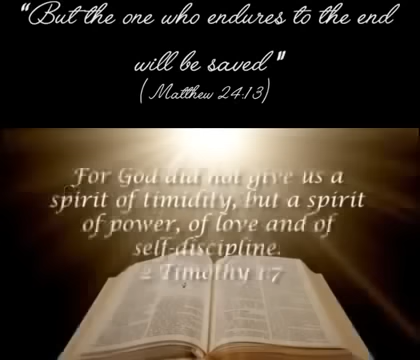 "But the one who endures to the end
will be saved"
(Matthew 24:13)
For God did not give us a
spirit of timidity, but a spirit
of power, of love and of
self-discipline.
2 Timothy 1:7